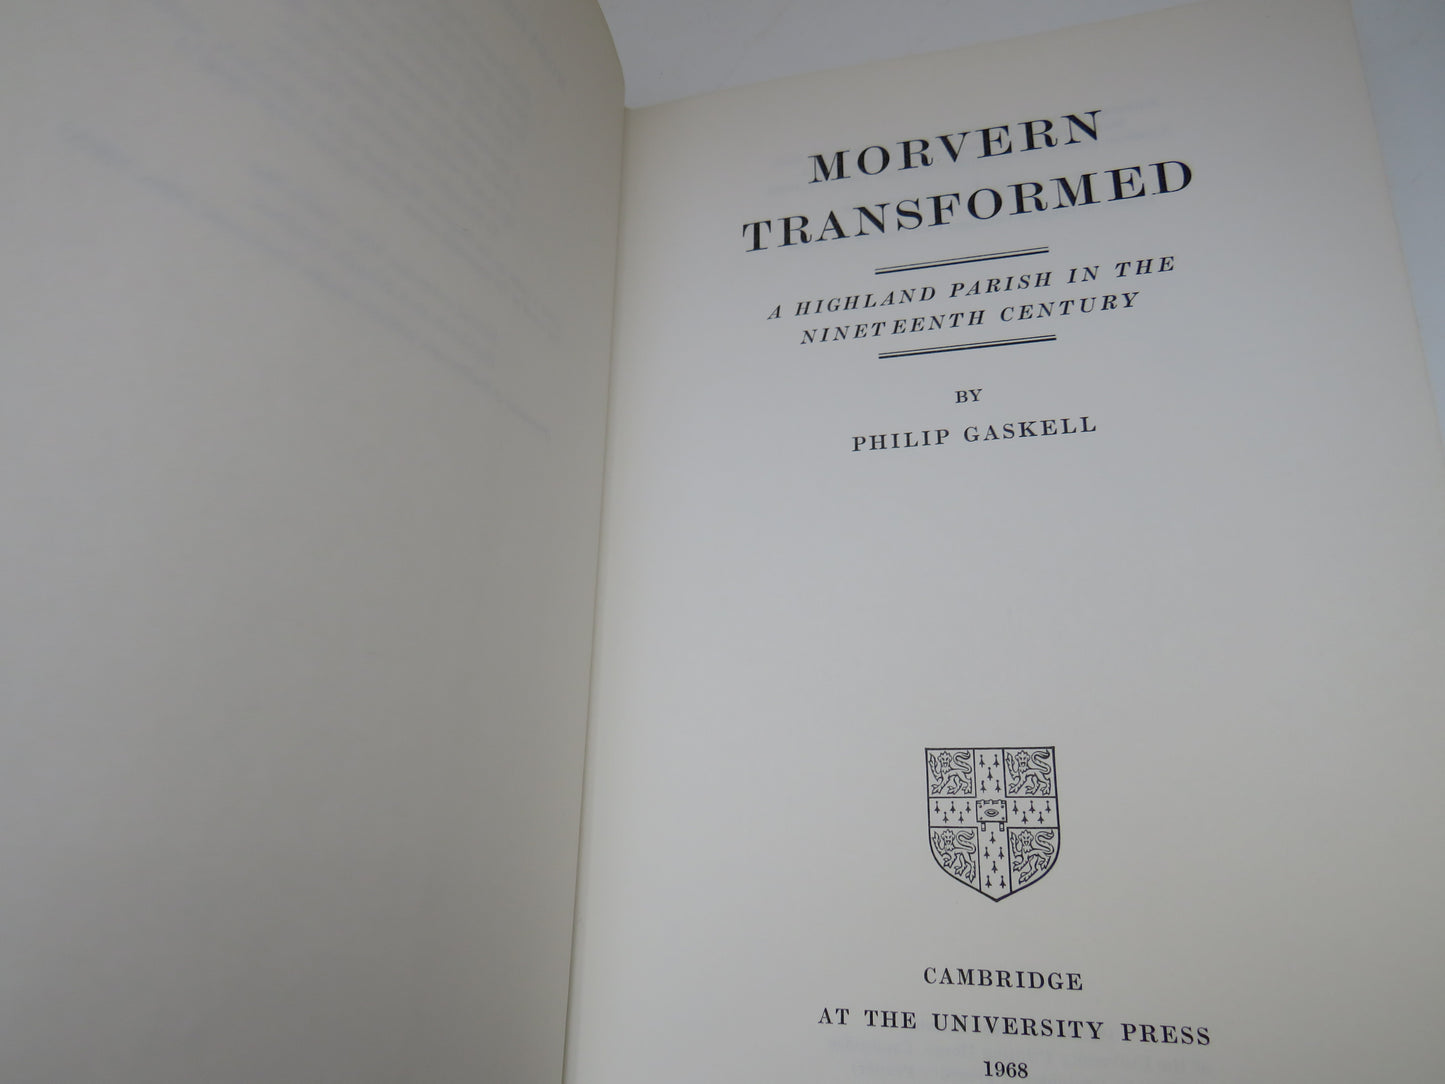 MORVERN
TRANSFORMED
A HIGHLAND PARISH IN THE
NINETEENTH CENTURY
BY
PHILIP GASKELL
CAMBRIDGE
AT THE UNIVERSITY PRESS
1968